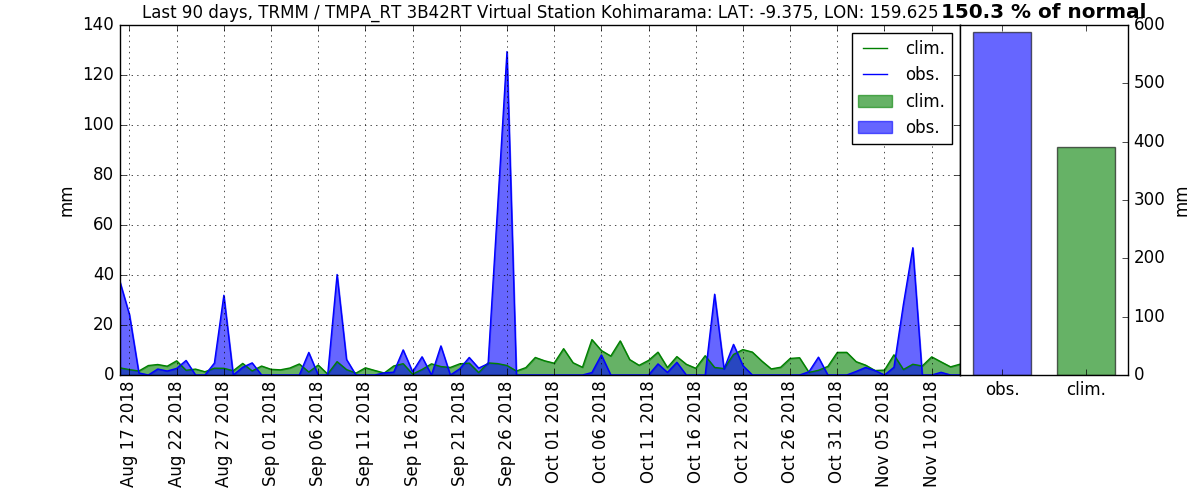 Last 90 days, TRMM / TMPA_RT 3B42RT Virtual Station Kohimarama: LAT: -9.375, LON: 159.625
150.3 % of normal
140
120
100
80
60
40
20
0
mm
clim.
obs.
clim.
obs.
600
500
400
300
200
100
0
mm
Aug 17 2018
Aug 22 2018
Aug 27 2018
Sep 01 2018
Sep 06 2018
Sep 11 2018
Sep 16 2018
Sep 21 2018
Sep 26 2018
Oct 01 2018
Oct 06 2018
Oct 11 2018
Oct 16 2018
Oct 21 2018
Oct 26 2018
Oct 31 2018
Nov 05 2018
Nov 10 2018
obs.
clim.